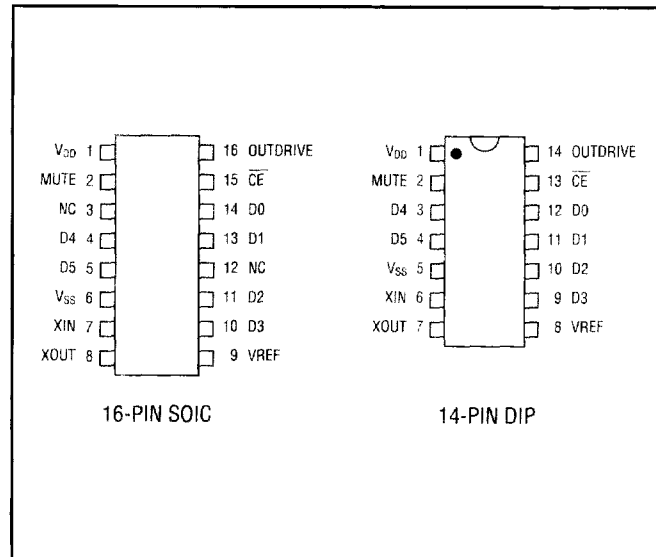 V_DD 1 16 OUTDRIVE
MUTE 2 15 C̅E̅
NC 3 14 D0
D4 4 13 D1
D5 5 12 NC
V_SS 6 11 D2
XIN 7 10 D3
XOUT 8 9 VREF
16-PIN SOIC
V_DD 1 14 OUTDRIVE
MUTE 2 13 C̅E̅
D4 3 12 D0
D5 4 11 D1
V_SS 5 10 D2
XIN 6 9 D3
XOUT 7 8 VREF
14-PIN DIP